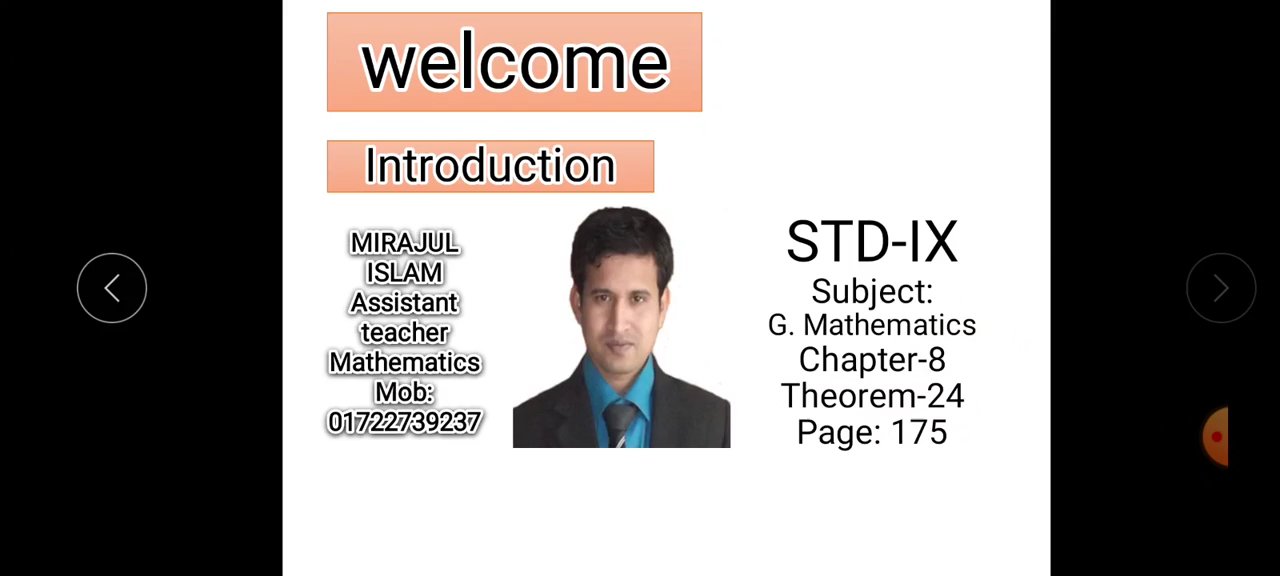 welcome
Introduction
MIRAJUL
ISLAM
Assistant
teacher
Mathematics
Mob:
01722739237
STD-IX
Subject:
G. Mathematics
Chapter-8
Theorem-24
Page: 175